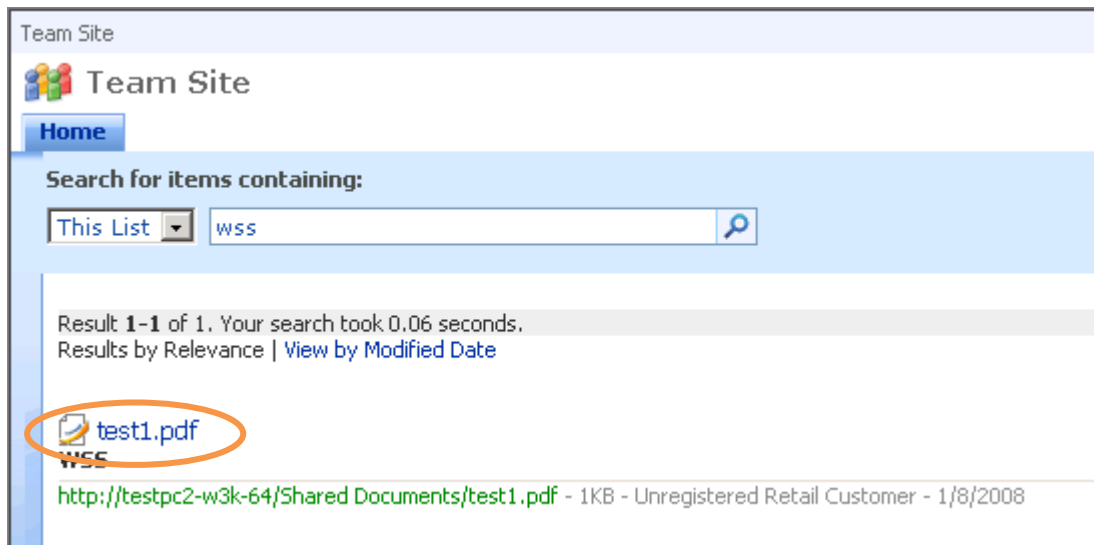 Team Site
Team Site
Home
Search for items containing:
This List wss
Result 1-1 of 1. Your search took 0.06 seconds.
Results by Relevance | View by Modified Date
test1.pdf
WSS
http://testpc2-w3k-64/Shared Documents/test1.pdf - 1KB - Unregistered Retail Customer - 1/8/2008